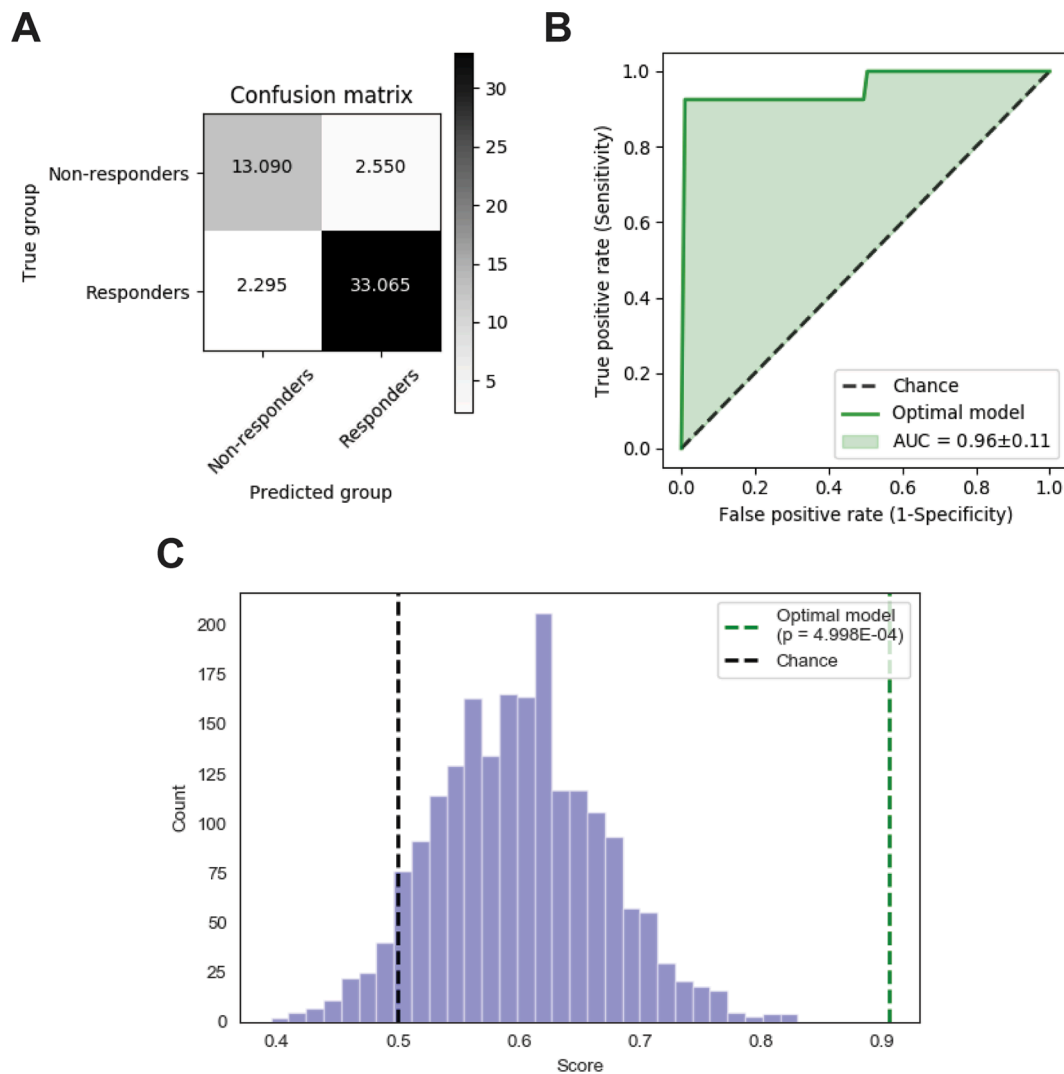 A
Confusion matrix
True group
Non-responders
Responders
13.090
2.550
2.295
33.065
Non-responders
Responders
Predicted group
30
25
20
15
10
5
B
True positive rate (Sensitivity)
1.0
0.8
0.6
0.4
0.2
0.0
Chance
Optimal model
AUC = 0.96±0.11
0.0
0.2
0.4
0.6
0.8
1.0
False positive rate (1-Specificity)
C
Count
200
175
150
125
100
75
50
25
0
Optimal model
(p = 4.998E-04)
Chance
0.4
0.5
0.6
0.7
0.8
0.9
Score